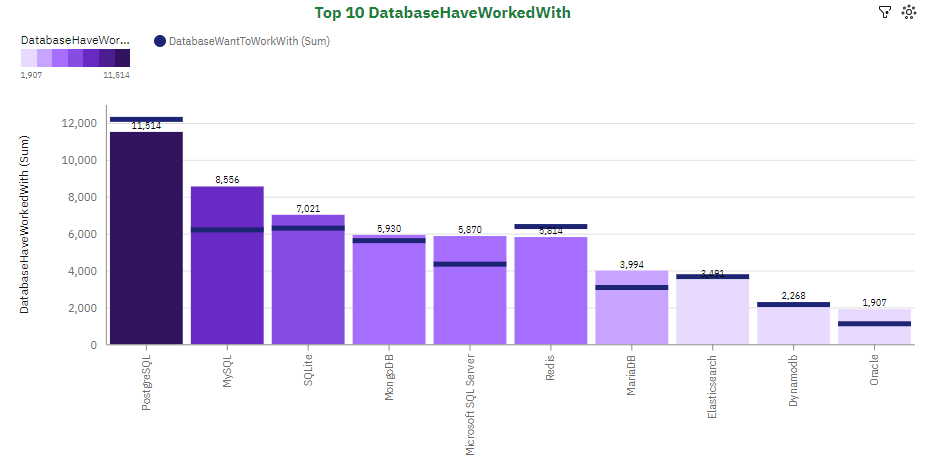 Top 10 DatabaseHaveWorkedWith
DatabaseHaveWor...
1,907 11,514
DatabaseWantToWorkWith (Sum)
DatabaseHaveWorkedWith (Sum)
12,000
10,000
8,000
6,000
4,000
2,000
0
11,514
8,556
7,021
5,930
5,870
5,814
3,994
3,491
2,268
1,907
PostgreSQL
MySQL
SQLite
MongoDB
Microsoft SQL Server
Redis
MariaDB
Elasticsearch
Dynamodb
Oracle